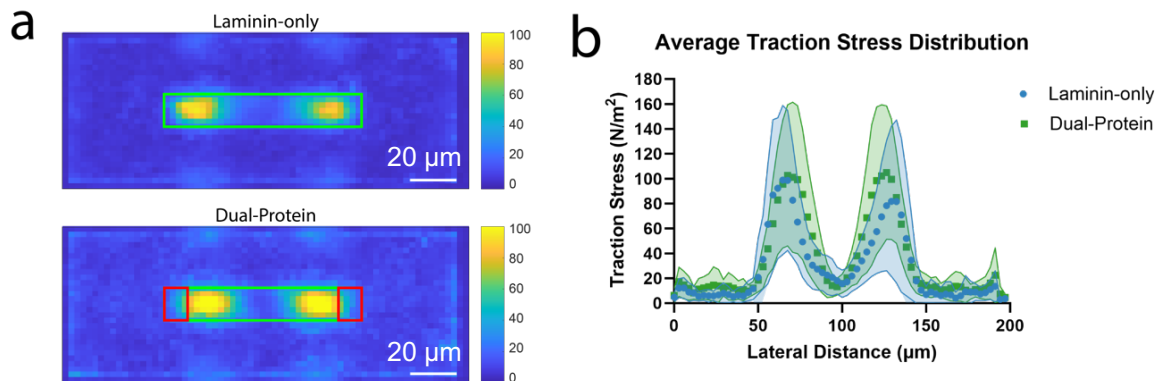 a
Laminin-only
100
80
60
40
20
0
20 µm
Dual-Protein
100
80
60
40
20
0
20 µm
b
Average Traction Stress Distribution
Traction Stress (N/m²)
180
160
140
120
100
80
60
40
20
0
0 50 100 150 200
Lateral Distance (µm)
Laminin-only
Dual-Protein